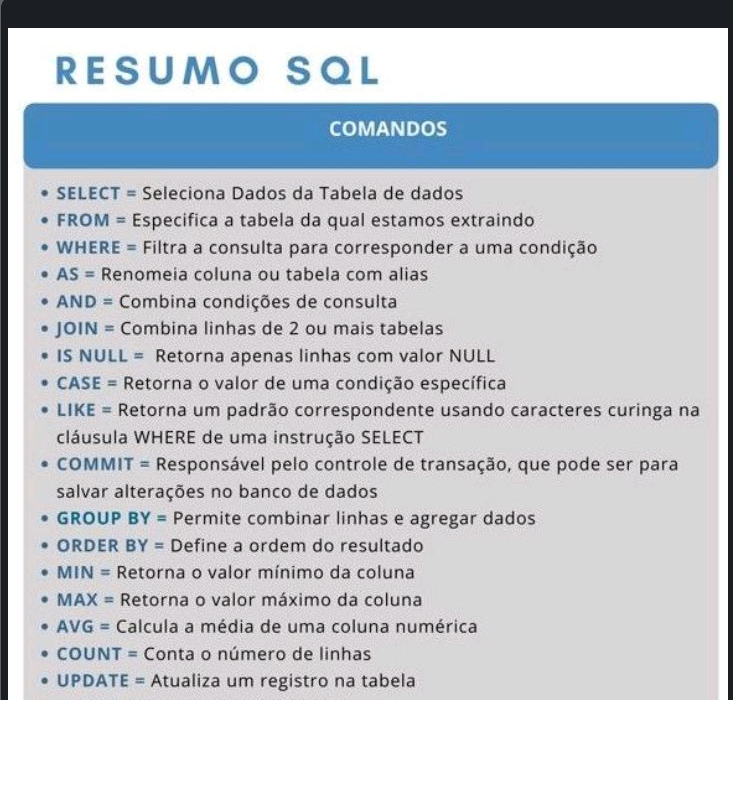 RESUMO SQL
COMANDOS
• SELECT = Seleciona Dados da Tabela de dados
• FROM = Especifica a tabela da qual estamos extraindo
• WHERE = Filtra a consulta para corresponder a uma condição
• AS = Renomeia coluna ou tabela com alias
• AND = Combina condições de consulta
• JOIN = Combina linhas de 2 ou mais tabelas
• IS NULL = Retorna apenas linhas com valor NULL
• CASE = Retorna o valor de uma condição específica
• LIKE = Retorna um padrão correspondente usando caracteres curinga na
cláusula WHERE de uma instrução SELECT
• COMMIT = Responsável pelo controle de transação, que pode ser para
salvar alterações no banco de dados
• GROUP BY = Permite combinar linhas e agregar dados
• ORDER BY = Define a ordem do resultado
• MIN = Retorna o valor mínimo da coluna
• MAX = Retorna o valor máximo da coluna
• AVG = Calcula a média de uma coluna numérica
• COUNT = Conta o número de linhas
• UPDATE = Atualiza um registro na tabela